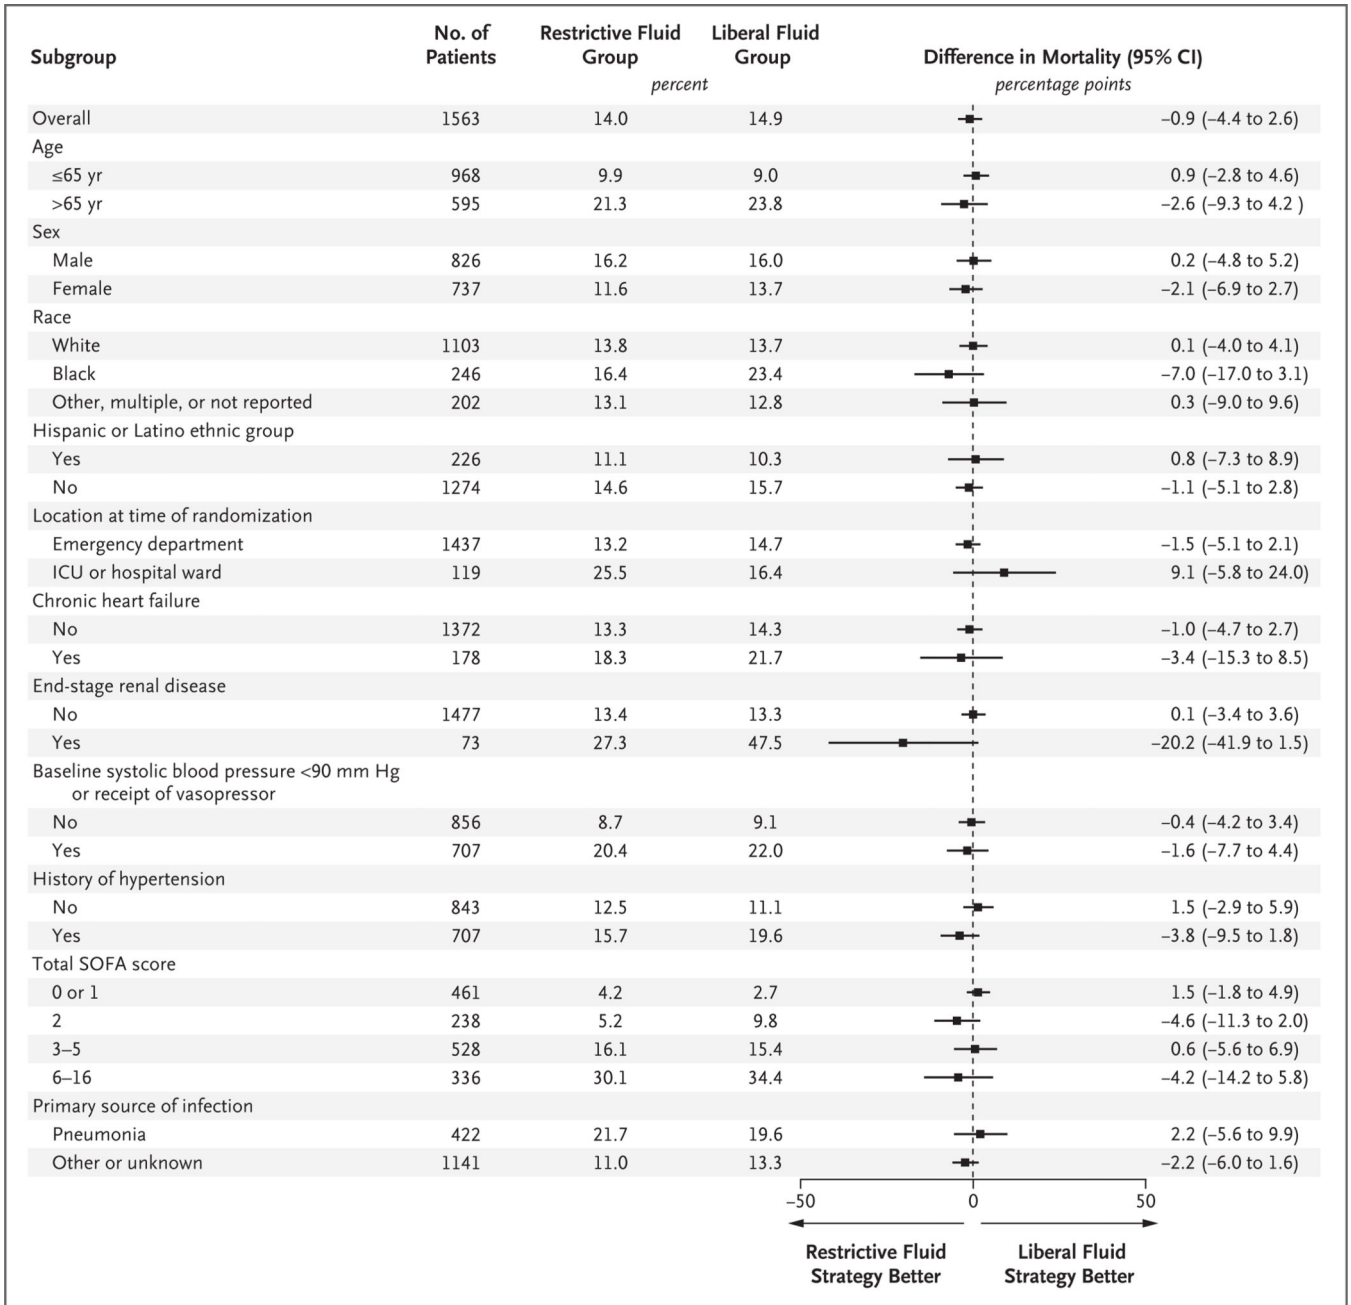 Subgroup No. of Patients Restrictive Fluid Group Liberal Fluid Group Difference in Mortality (95% CI)
percent percentage points
Overall 1563 14.0 14.9 –0.9 (–4.4 to 2.6)
Age
≤65 yr 968 9.9 9.0 0.9 (–2.8 to 4.6)
>65 yr 595 21.3 23.8 –2.6 (–9.3 to 4.2 )
Sex
Male 826 16.2 16.0 0.2 (–4.8 to 5.2)
Female 737 11.6 13.7 –2.1 (–6.9 to 2.7)
Race
White 1103 13.8 13.7 0.1 (–4.0 to 4.1)
Black 246 16.4 23.4 –7.0 (–17.0 to 3.1)
Other, multiple, or not reported 202 13.1 12.8 0.3 (–9.0 to 9.6)
Hispanic or Latino ethnic group
Yes 226 11.1 10.3 0.8 (–7.3 to 8.9)
No 1274 14.6 15.7 –1.1 (–5.1 to 2.8)
Location at time of randomization
Emergency department 1437 13.2 14.7 –1.5 (–5.1 to 2.1)
ICU or hospital ward 119 25.5 16.4 9.1 (–5.8 to 24.0)
Chronic heart failure
No 1372 13.3 14.3 –1.0 (–4.7 to 2.7)
Yes 178 18.3 21.7 –3.4 (–15.3 to 8.5)
End-stage renal disease
No 1477 13.4 13.3 0.1 (–3.4 to 3.6)
Yes 73 27.3 47.5 –20.2 (–41.9 to 1.5)
Baseline systolic blood pressure <90 mm Hg
or receipt of vasopressor
No 856 8.7 9.1 –0.4 (–4.2 to 3.4)
Yes 707 20.4 22.0 –1.6 (–7.7 to 4.4)
History of hypertension
No 843 12.5 11.1 1.5 (–2.9 to 5.9)
Yes 707 15.7 19.6 –3.8 (–9.5 to 1.8)
Total SOFA score
0 or 1 461 4.2 2.7 1.5 (–1.8 to 4.9)
2 238 5.2 9.8 –4.6 (–11.3 to 2.0)
3–5 528 16.1 15.4 0.6 (–5.6 to 6.9)
6–16 336 30.1 34.4 –4.2 (–14.2 to 5.8)
Primary source of infection
Pneumonia 422 21.7 19.6 2.2 (–5.6 to 9.9)
Other or unknown 1141 11.0 13.3 –2.2 (–6.0 to 1.6)
–50 0 50
Restrictive Fluid Strategy Better
Liberal Fluid Strategy Better